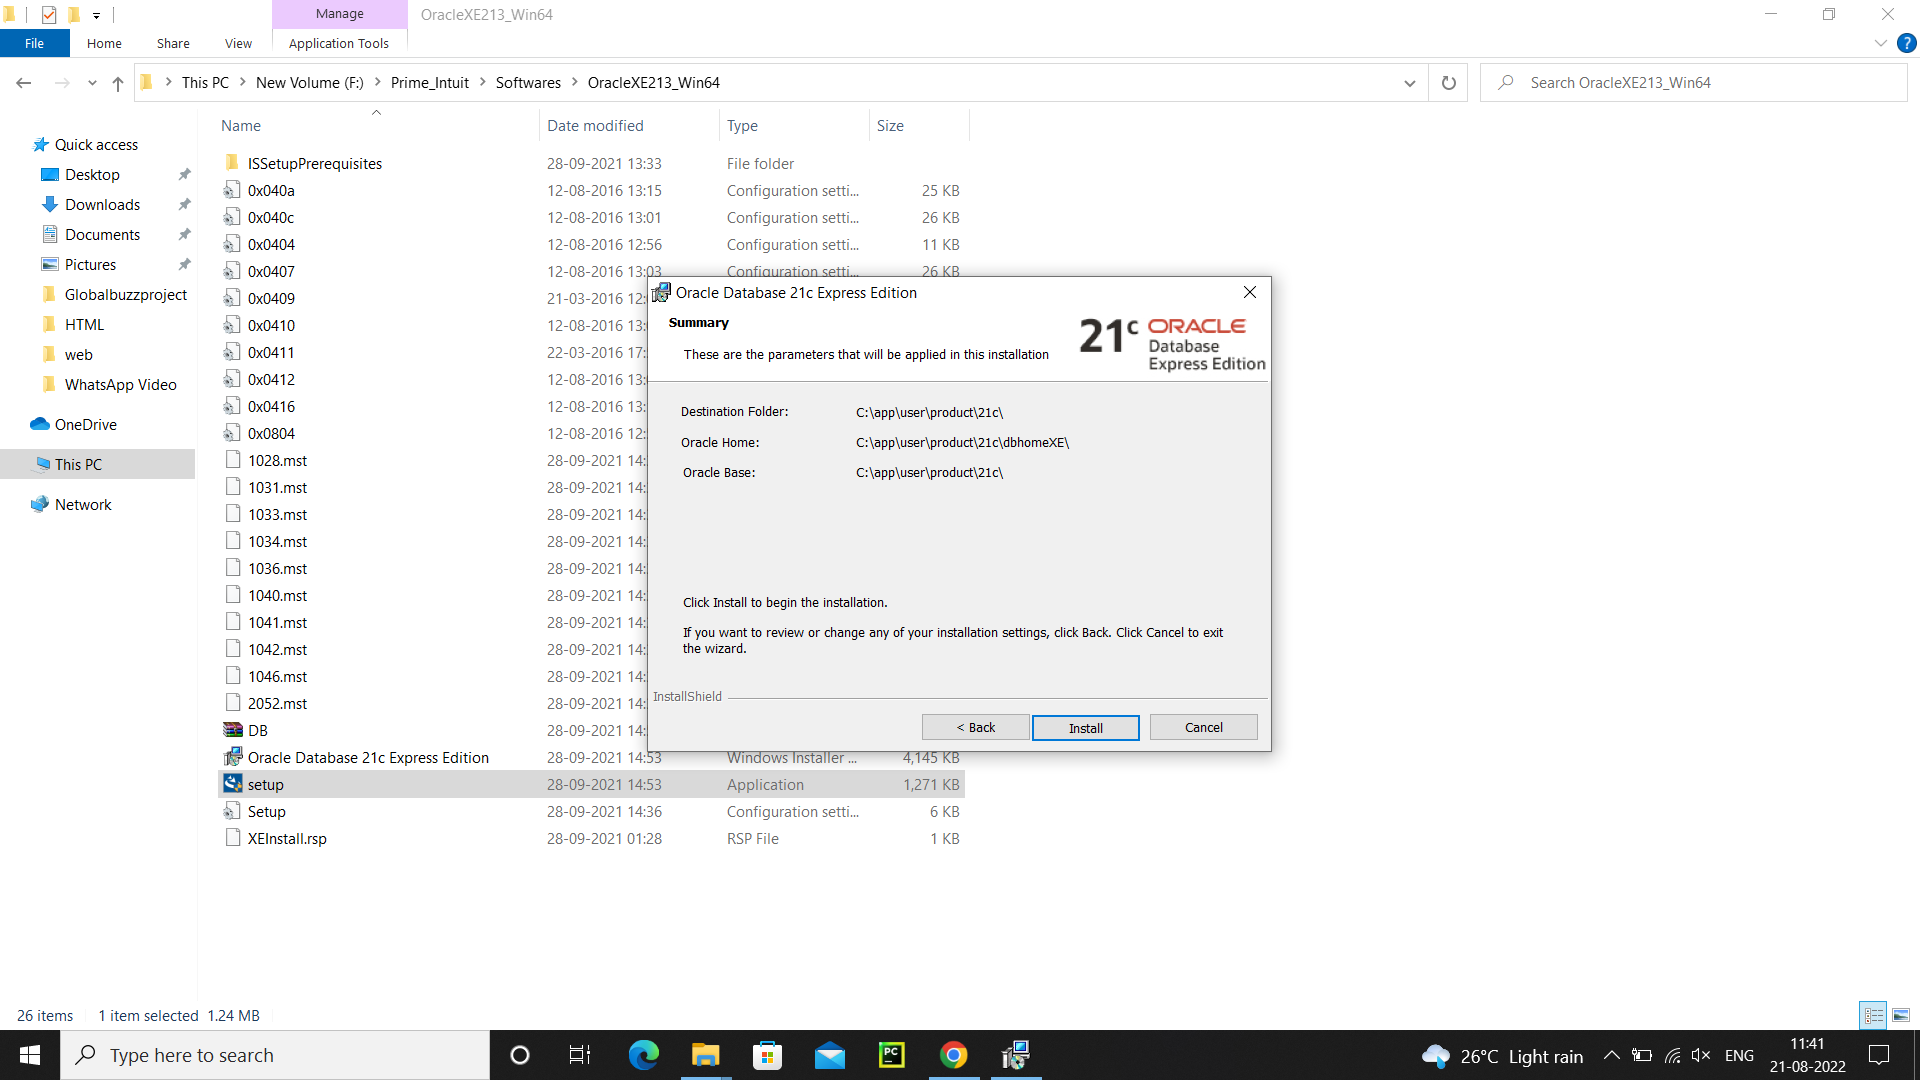 Manage
OracleXE213_Win64
File
Home
Share
View
Application Tools
?
This PC
New Volume (F:)
Prime_Intuit
Softwares
OracleXE213_Win64
Search OracleXE213_Win64
Name
Date modified
Type
Size
Quick access
Desktop
Downloads
Documents
Pictures
Globalbuzzproject
HTML
web
WhatsApp Video
OneDrive
This PC
Network
ISSetupPrerequisites 28-09-2021 13:33 File folder
0x040a 12-08-2016 13:15 Configuration setti... 25 KB
0x040c 12-08-2016 13:01 Configuration setti... 26 KB
0x0404 12-08-2016 12:56 Configuration setti... 11 KB
0x0407 12-08-2016 13:03 Configuration setti... 26 KB
0x0409 21-03-2016 12:
0x0410 12-08-2016 13:
0x0411 22-03-2016 17:
0x0412 12-08-2016 13:
0x0416 12-08-2016 13:
0x0804 12-08-2016 12:
1028.mst 28-09-2021 14:
1031.mst 28-09-2021 14:
1033.mst 28-09-2021 14:
1034.mst 28-09-2021 14:
1036.mst 28-09-2021 14:
1040.mst 28-09-2021 14:
1041.mst 28-09-2021 14:
1042.mst 28-09-2021 14:
1046.mst 28-09-2021 14:
2052.mst 28-09-2021 14:
DB 28-09-2021 14:
Oracle Database 21c Express Edition 28-09-2021 14:53 Windows Installer ... 4,145 KB
setup 28-09-2021 14:53 Application 1,271 KB
Setup 28-09-2021 14:36 Configuration setti... 6 KB
XEInstall.rsp 28-09-2021 01:28 RSP File 1 KB
Oracle Database 21c Express Edition
Summary
These are the parameters that will be applied in this installation
21c ORACLE
Database
Express Edition
Destination Folder: C:\app\user\product\21c\
Oracle Home: C:\app\user\product\21c\dbhomeXE\
Oracle Base: C:\app\user\product\21c\
Click Install to begin the installation.
If you want to review or change any of your installation settings, click Back. Click Cancel to exit
the wizard.
InstallShield
< Back
Install
Cancel
26 items
1 item selected 1.24 MB
Type here to search
PC
26°C Light rain
ENG
11:41
21-08-2022